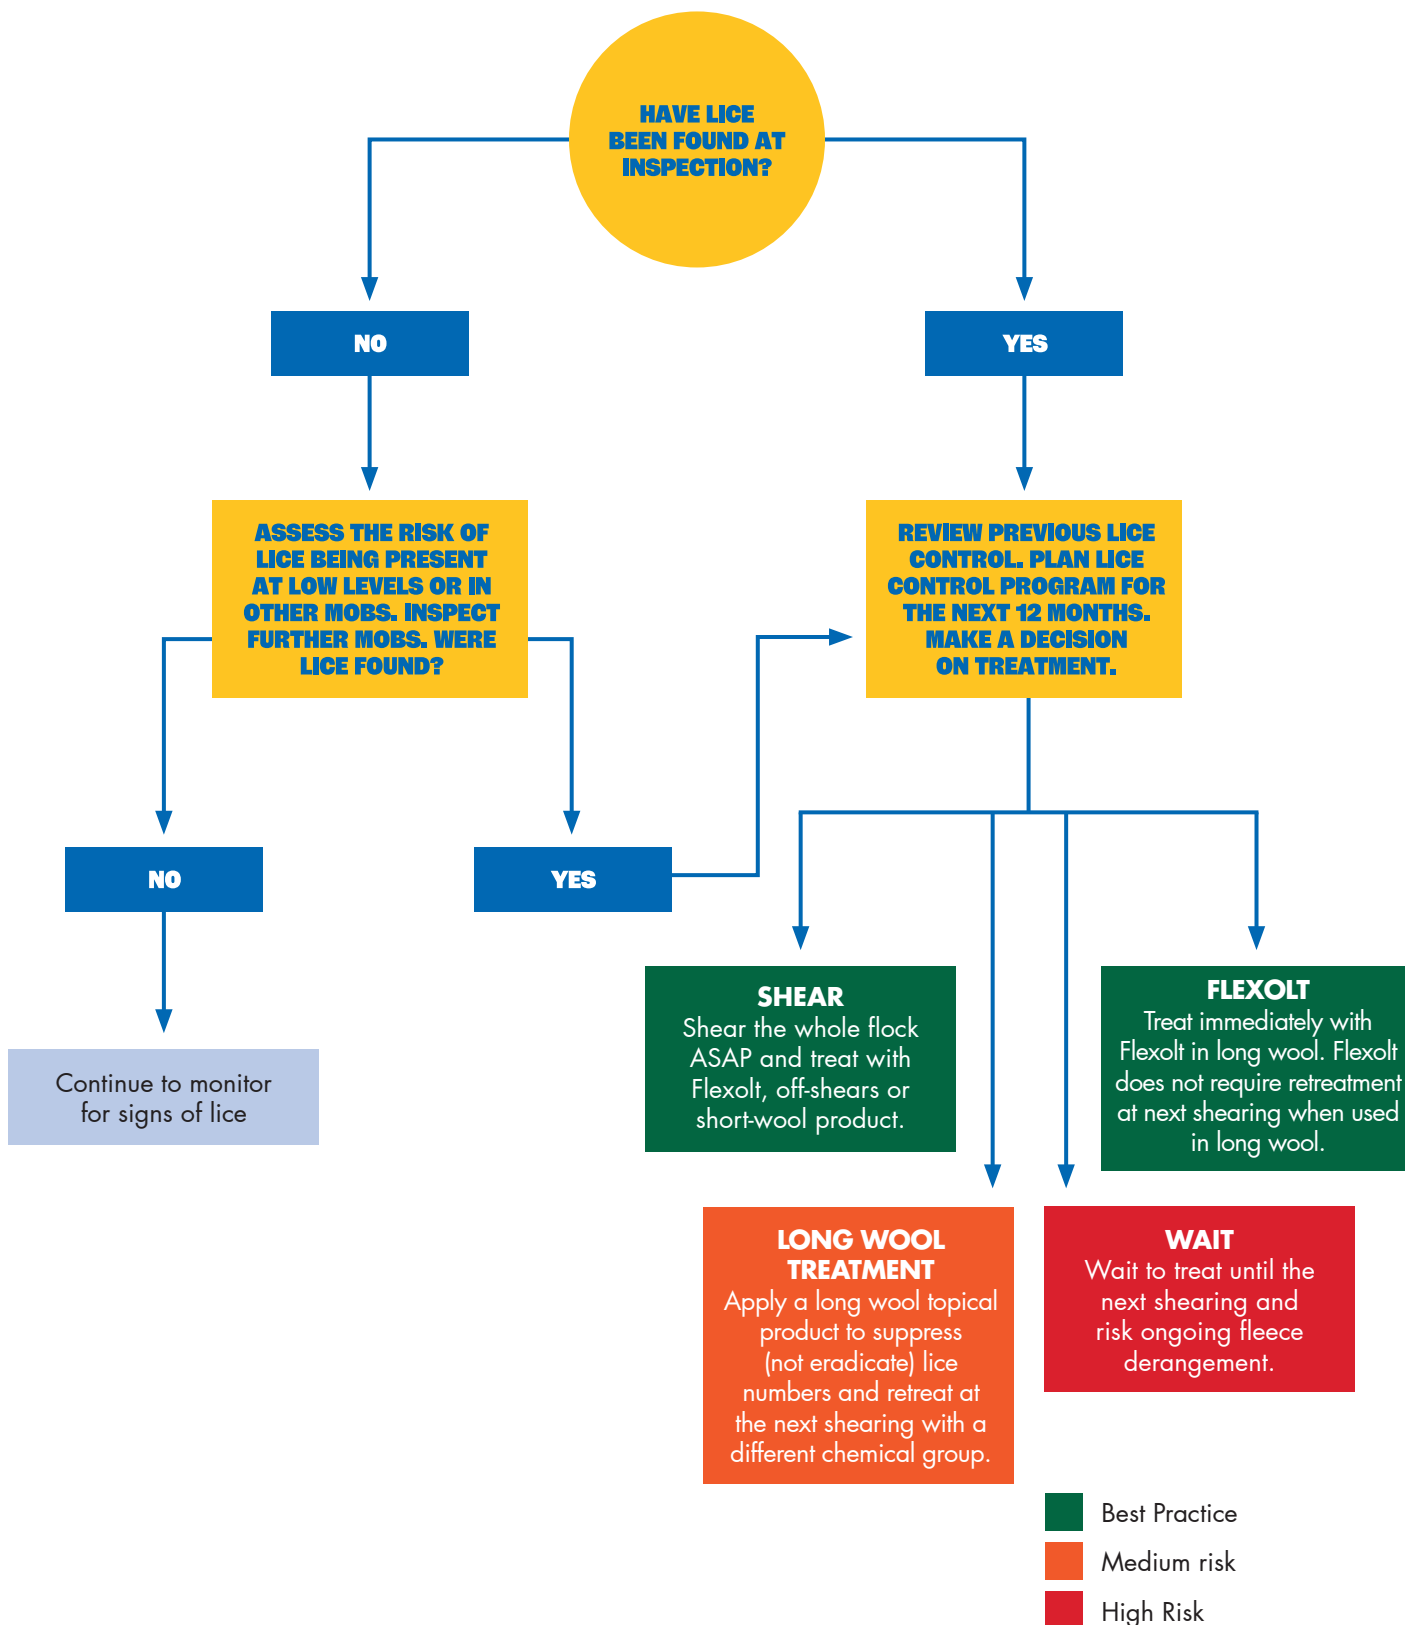 HAVE LICE
BEEN FOUND AT
INSPECTION?
NO
YES
ASSESS THE RISK OF
LICE BEING PRESENT
AT LOW LEVELS OR IN
OTHER MOBS. INSPECT
FURTHER MOBS. WERE
LICE FOUND?
REVIEW PREVIOUS LICE
CONTROL. PLAN LICE
CONTROL PROGRAM FOR
THE NEXT 12 MONTHS.
MAKE A DECISION
ON TREATMENT.
NO
YES
Continue to monitor
for signs of lice
SHEAR
Shear the whole flock
ASAP and treat with
Flexolt, off-shears or
short-wool product.
FLEXOLT
Treat immediately with
Flexolt in long wool. Flexolt
does not require retreatment
at next shearing when used
in long wool.
LONG WOOL
TREATMENT
Apply a long wool topical
product to suppress
(not eradicate) lice
numbers and retreat at
the next shearing with a
different chemical group.
WAIT
Wait to treat until the
next shearing and
risk ongoing fleece
derangement.
Best Practice
Medium risk
High Risk